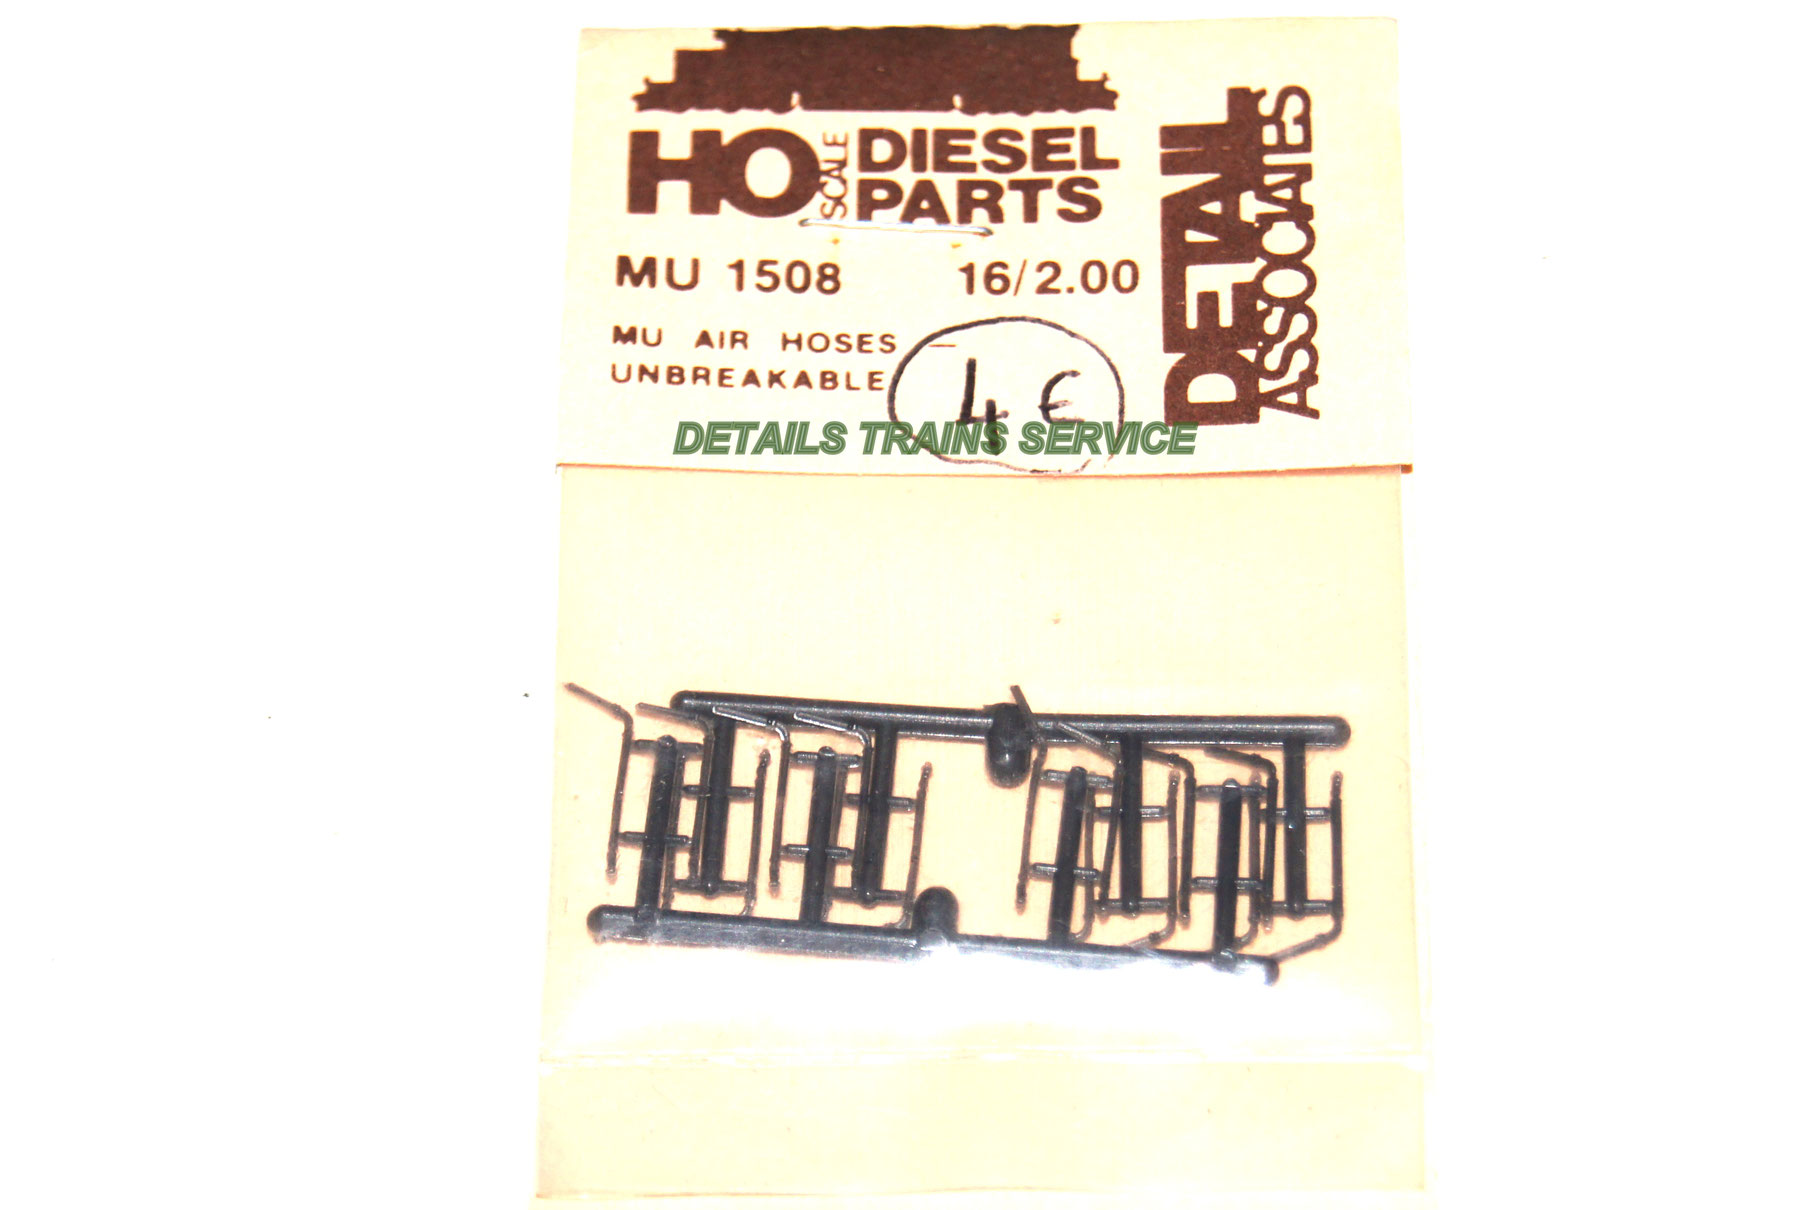 HO SCALE DIESEL
PARTS
DETAIL
ASSOCIATES
MU 1508 16/2.00
MU AIR HOSES —
UNBREAKABLE
4 €
DETAILS TRAINS SERVICE